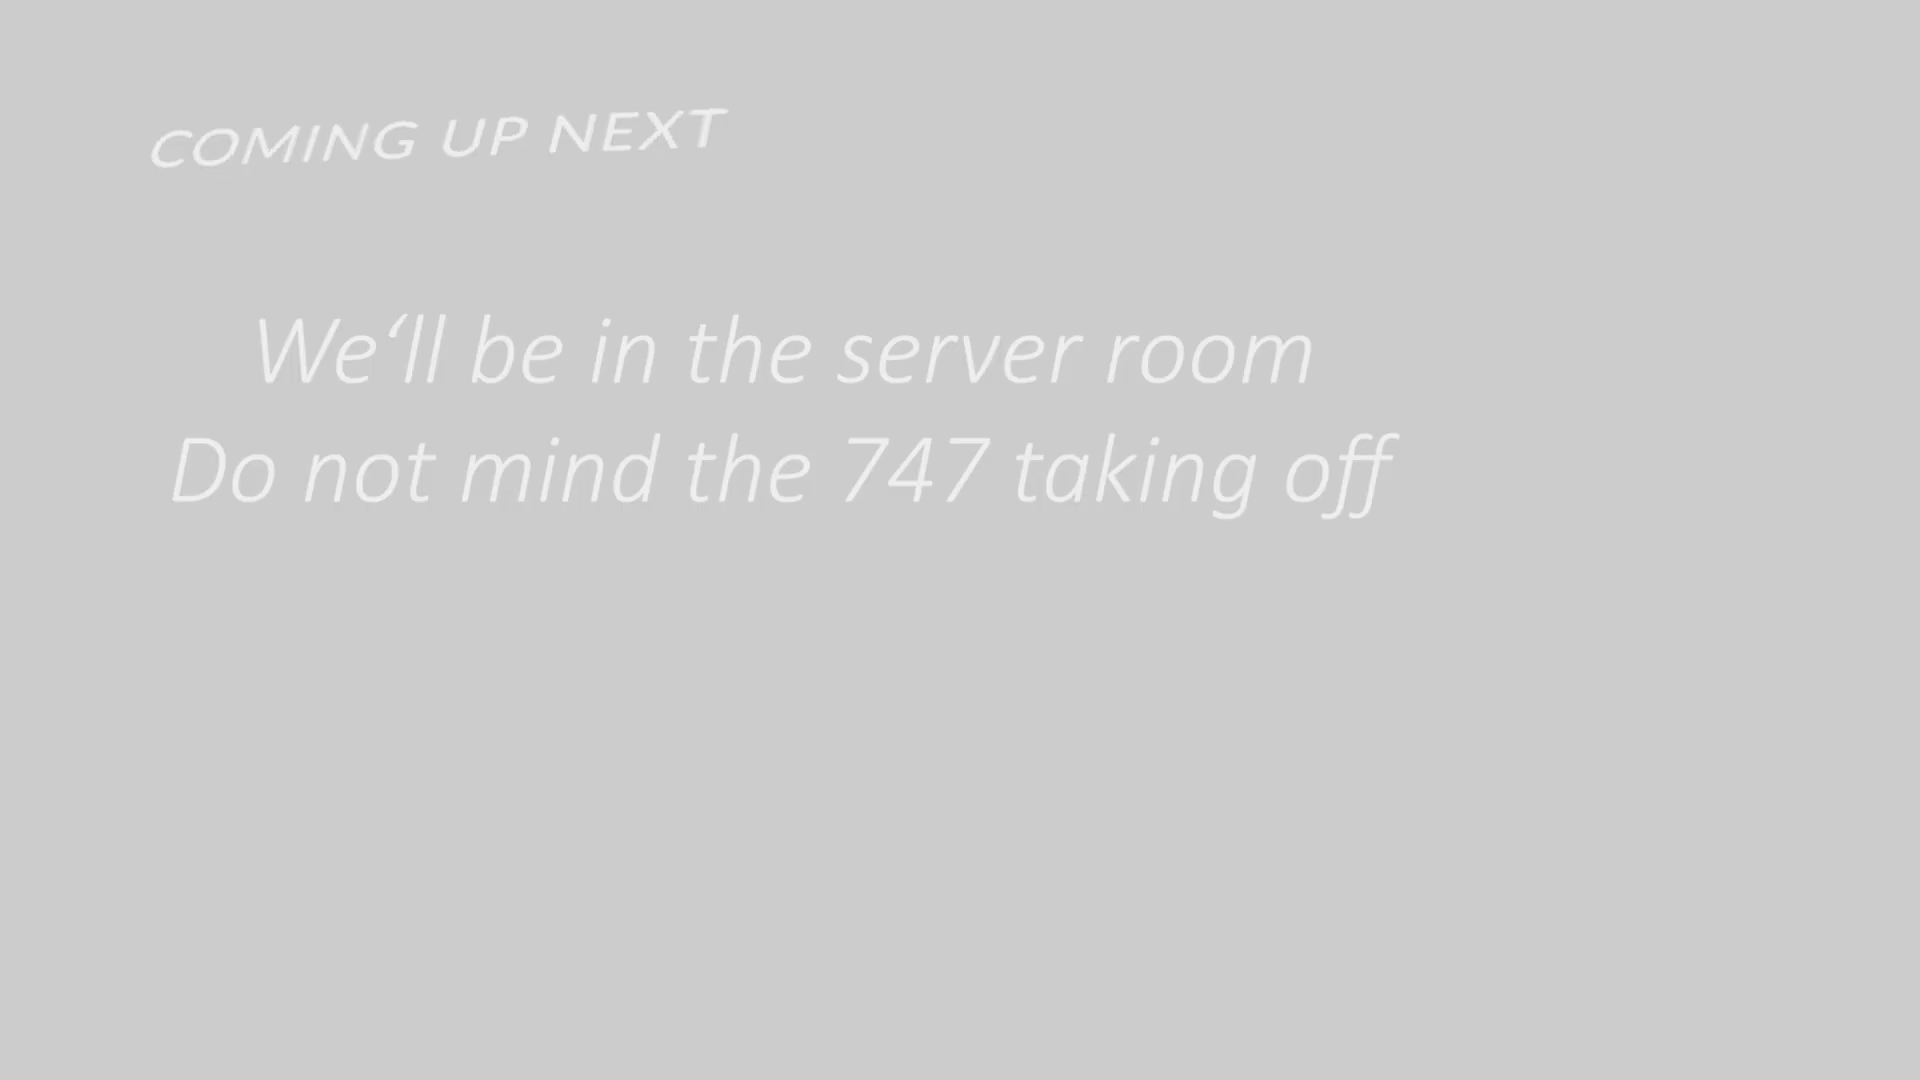 COMING UP NEXT
We‘ll be in the server room
Do not mind the 747 taking off